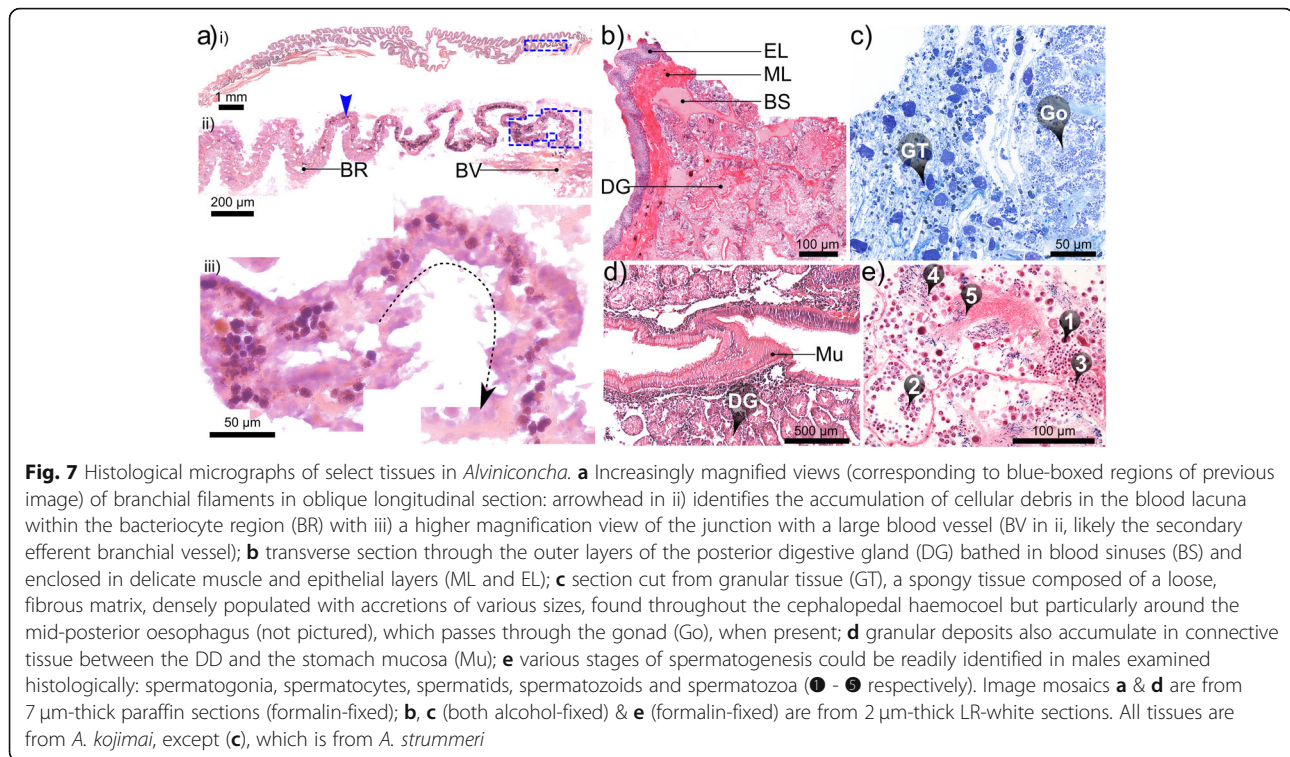 a) i)
1 mm
ii)
BR
BV
200 µm
iii)
50 µm
b)
EL
ML
BS
DG
100 µm
c)
Go
GT
50 µm
d)
Mu
DG
500 µm
e)
4
5
1
3
2
100 µm
Fig. 7 Histological micrographs of select tissues in Alviniconcha. a Increasingly magnified views (corresponding to blue-boxed regions of previous
image) of branchial filaments in oblique longitudinal section: arrowhead in ii) identifies the accumulation of cellular debris in the blood lacuna
within the bacteriocyte region (BR) with iii) a higher magnification view of the junction with a large blood vessel (BV in ii, likely the secondary
efferent branchial vessel); b transverse section through the outer layers of the posterior digestive gland (DG) bathed in blood sinuses (BS) and
enclosed in delicate muscle and epithelial layers (ML and EL); c section cut from granular tissue (GT), a spongy tissue composed of a loose,
fibrous matrix, densely populated with accretions of various sizes, found throughout the cephalopedal haemocoel but particularly around the
mid-posterior oesophagus (not pictured), which passes through the gonad (Go), when present; d granular deposits also accumulate in connective
tissue between the DD and the stomach mucosa (Mu); e various stages of spermatogenesis could be readily identified in males examined
histologically: spermatogonia, spermatocytes, spermatids, spermatozoids and spermatozoa (❶ - ❺ respectively). Image mosaics a & d are from
7 µm-thick paraffin sections (formalin-fixed); b, c (both alcohol-fixed) & e (formalin-fixed) are from 2 µm-thick LR-white sections. All tissues are
from A. kojimai, except (c), which is from A. strummeri